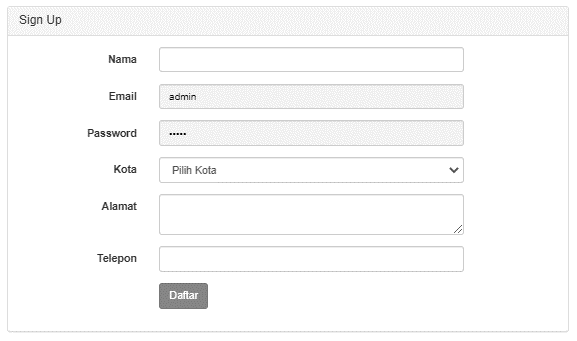 Sign Up
Nama
Email admin
Password •••••
Kota Pilih Kota
Alamat
Telepon
Daftar